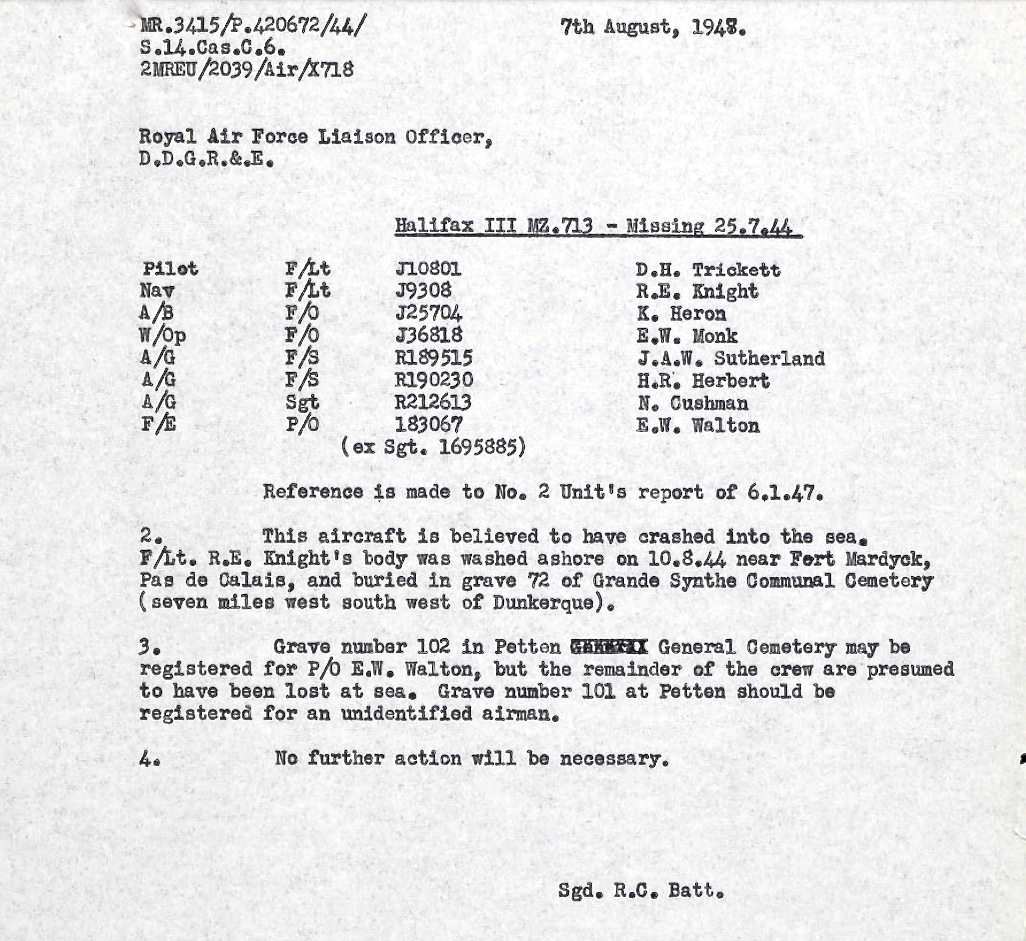 MR.3415/P.420672/44/ 7th August, 1948.
S.14.Cas.C.6.
2MREU/2039/Air/X718
Royal Air Force Liaison Officer,
D.D.G.R.&.E.
Halifax III MZ.713 - Missing 25.7.44
Pilot F/Lt J10801 D.H. Trickett
Nav F/Lt J9308 R.E. Knight
A/B F/O J25704 K. Heron
W/Op F/O J36818 E.W. Monk
A/G F/S R189515 J.A.W. Sutherland
A/G F/S R190230 H.R. Herbert
A/G Sgt R212613 N. Cushman
F/E P/O 183067 E.W. Walton
(ex Sgt. 1695885)
Reference is made to No. 2 Unit's report of 6.1.47.
2. This aircraft is believed to have crashed into the sea.
F/Lt. R.E. Knight's body was washed ashore on 10.8.44 near Fort Mardyck,
Pas de Calais, and buried in grave 72 of Grande Synthe Communal Cemetery
(seven miles west south west of Dunkerque).
3. Grave number 102 in Petten General Cemetery may be
registered for P/O E.W. Walton, but the remainder of the crew are presumed
to have been lost at sea. Grave number 101 at Petten should be
registered for an unidentified airman.
4. No further action will be necessary.
Sgd. R.C. Batt.